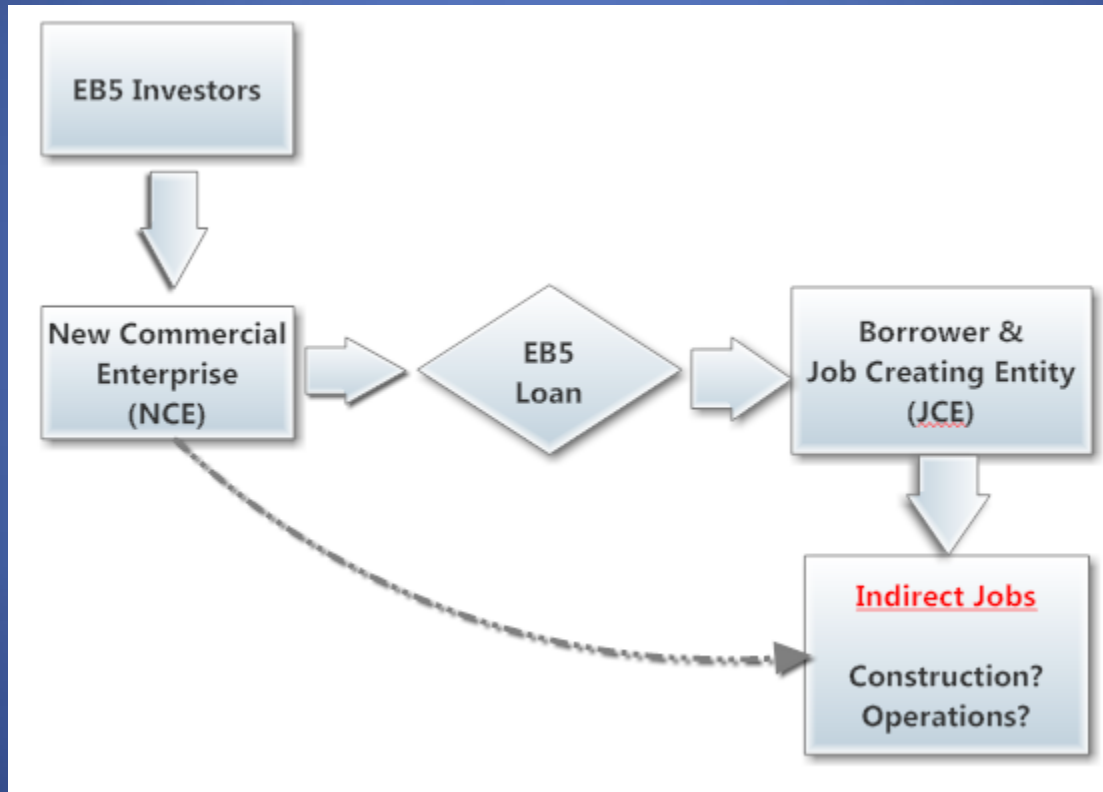 EB5 Investors
New Commercial
Enterprise
(NCE)
EB5
Loan
Borrower &
Job Creating Entity
(JCE)
Indirect Jobs
Construction?
Operations?